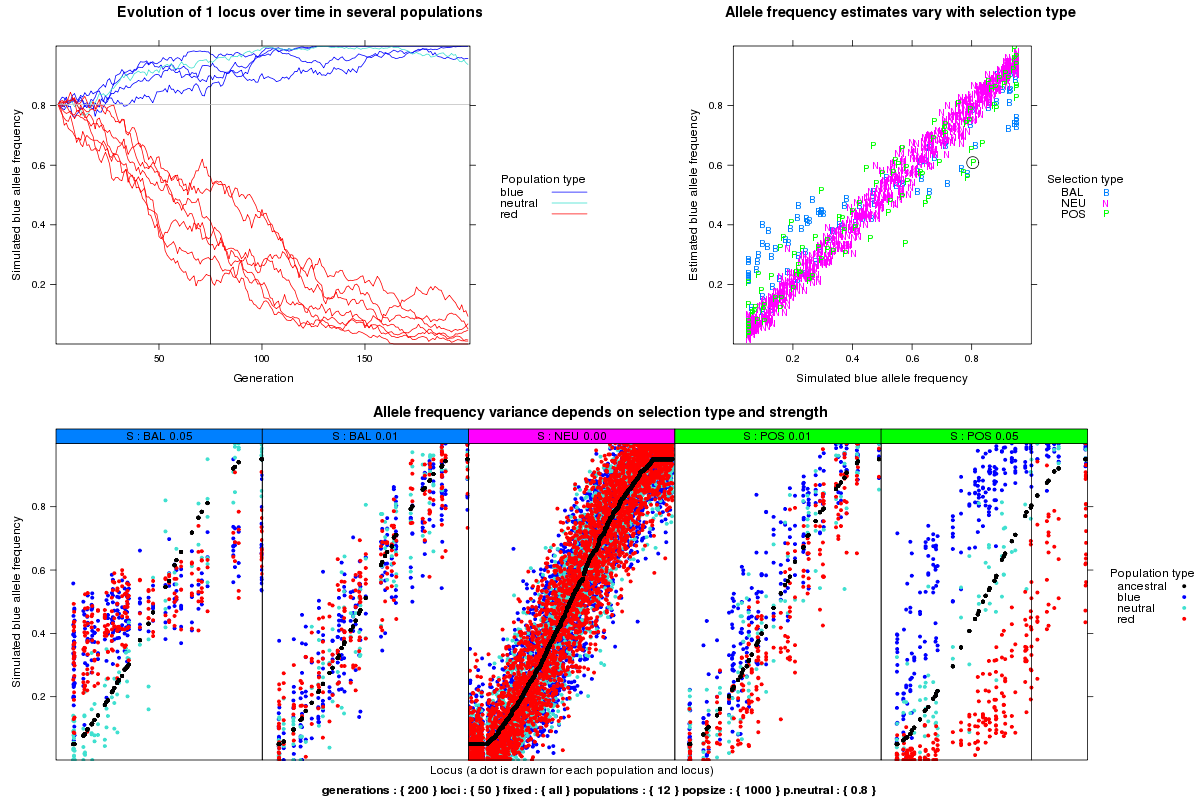 Evolution of 1 locus over time in several populations
Simulated blue allele frequency
0.8
0.6
0.4
0.2
50
100
150
Generation
Population type
blue
neutral
red
Allele frequency estimates vary with selection type
Estimated blue allele frequency
0.8
0.6
0.4
0.2
0.2
0.4
0.6
0.8
Simulated blue allele frequency
Selection type
BAL B
NEU N
POS P
Allele frequency variance depends on selection type and strength
S : BAL 0.05
S : BAL 0.01
S : NEU 0.00
S : POS 0.01
S : POS 0.05
Simulated blue allele frequency
0.8
0.6
0.4
0.2
Locus (a dot is drawn for each population and locus)
Population type
ancestral
blue
neutral
red
generations : { 200 } loci : { 50 } fixed : { all } populations : { 12 } popsize : { 1000 } p.neutral : { 0.8 }